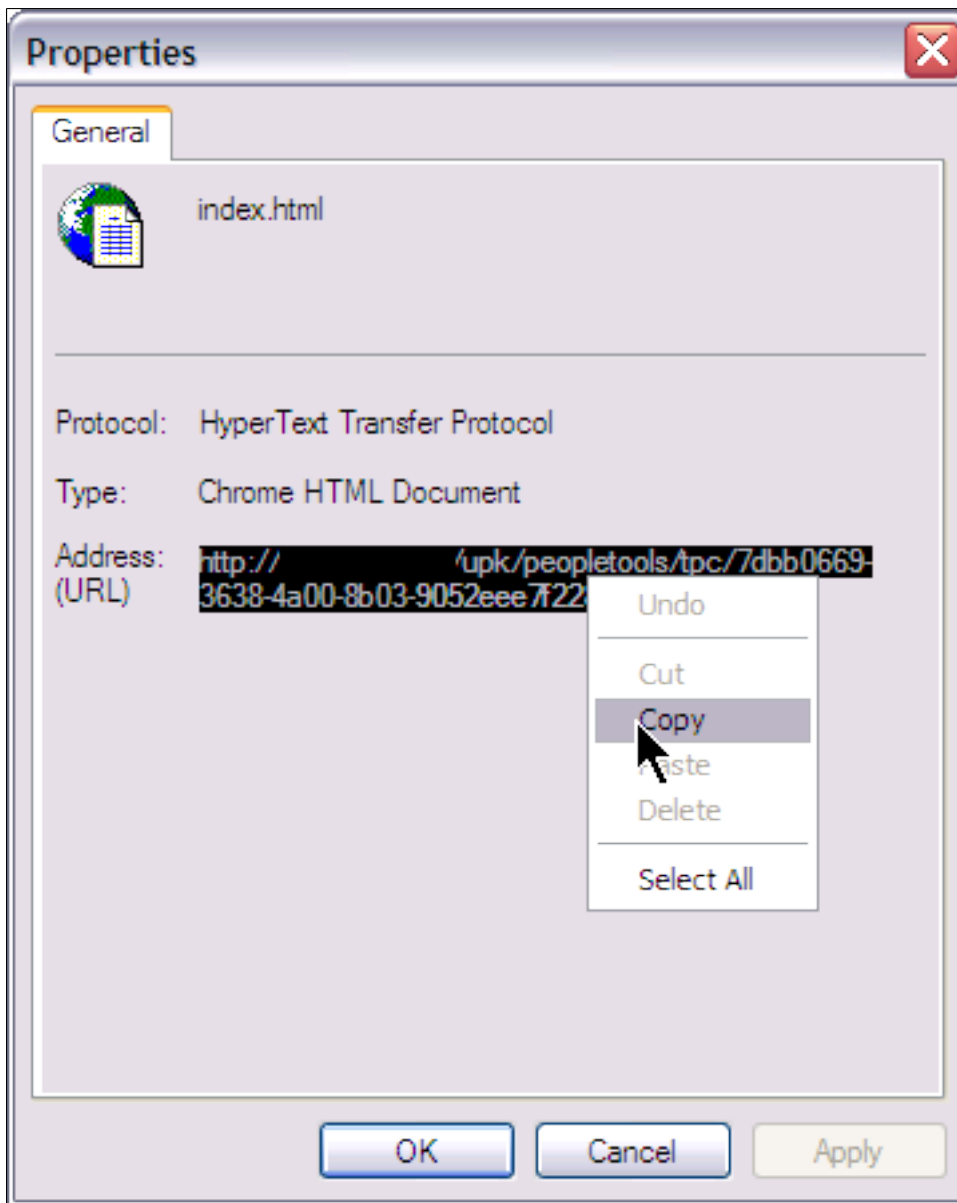 Properties
General
index.html
Protocol: HyperText Transfer Protocol
Type: Chrome HTML Document
Address: http:// /upk/peopletools/tpc/7dbb0669-
(URL) 3638-4a00-8b03-9052eee7f22
Undo
Cut
Copy
Paste
Delete
Select All
OK Cancel Apply